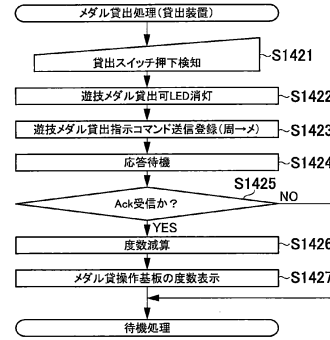 メダル貸出処理(貸出装置)
貸出スイッチ押下検知
S1421
遊技メダル貸出可LED消灯
S1422
遊技メダル貸出指示コマンド送信登録(周→メ)
S1423
応答待機
S1424
S1425
Ack受信か?
NO
YES
度数減算
S1426
メダル貸操作基板の度数表示
S1427
待機処理